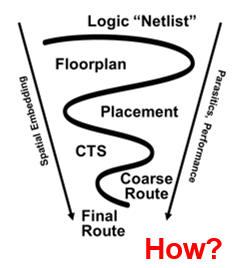 Logic “Netlist”
Floorplan
Spatial Embedding
Parasitics, Performance
Placement
CTS
Coarse
Route
Final
Route
How?